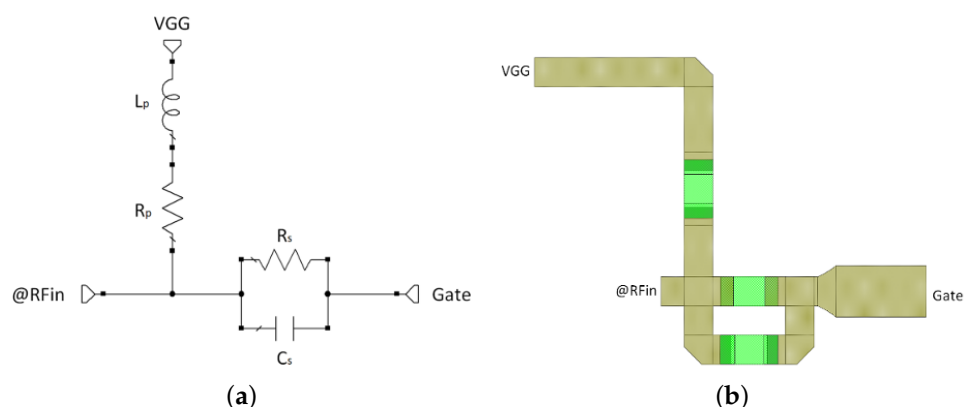 VGG
Lp
Rp
Rs
@RFin
Gate
Cs
(a)
VGG
@RFin
Gate
(b)